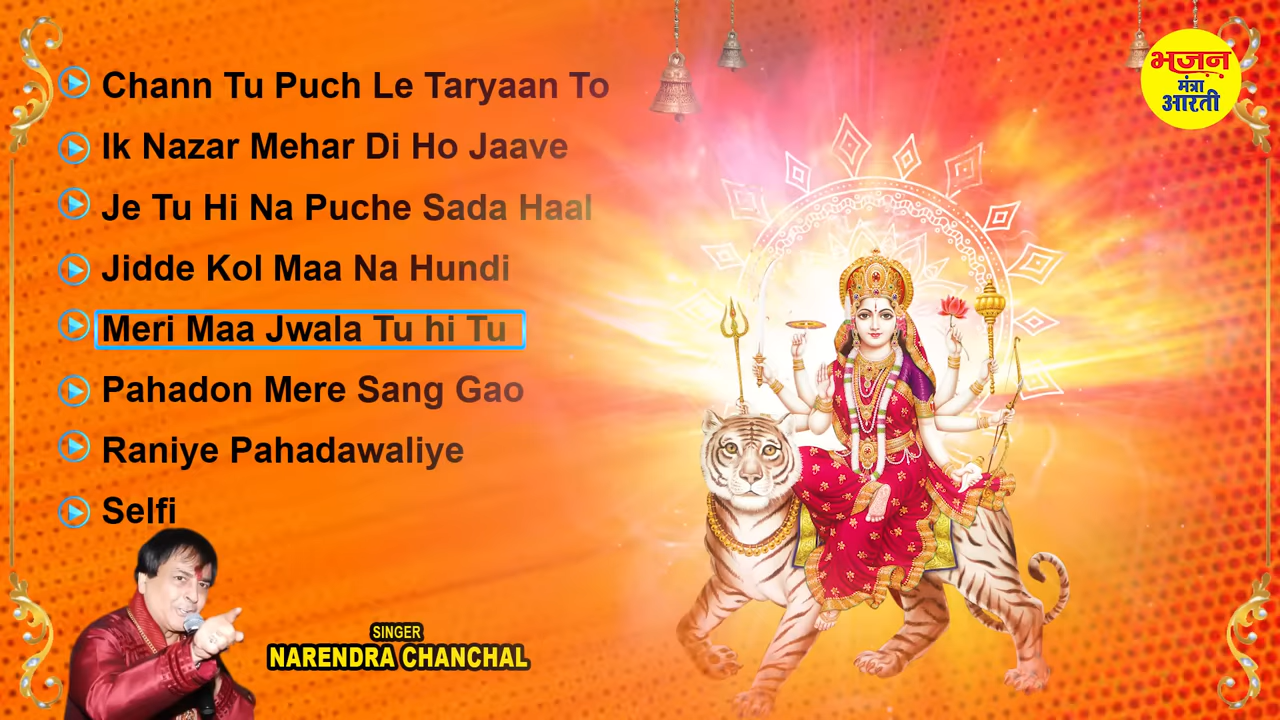 Chann Tu Puch Le Taryaan To
Ik Nazar Mehar Di Ho Jaave
Je Tu Hi Na Puche Sada Haal
Jidde Kol Maa Na Hundi
Meri Maa Jwala Tu hi Tu
Pahadon Mere Sang Gao
Raniye Pahadawaliye
Selfi
SINGER
NARENDRA CHANCHAL
भजन
मंत्रा
आरती